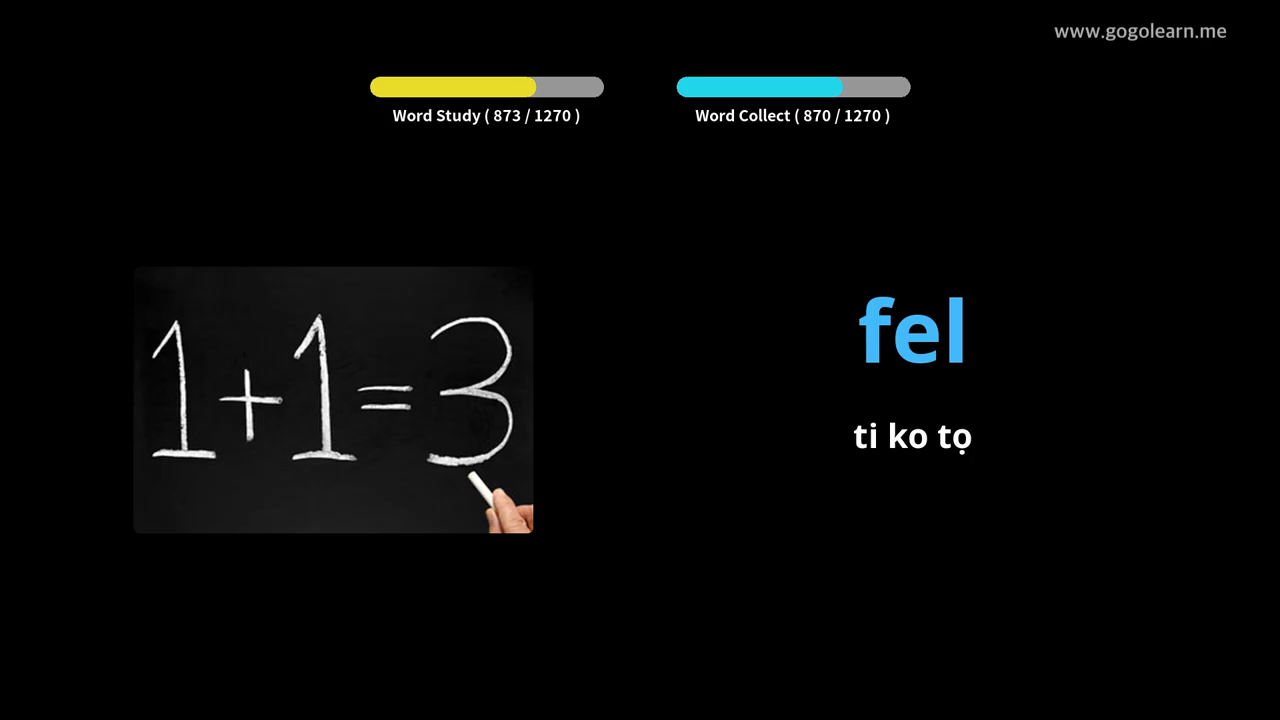 www.gogolearn.me
Word Study ( 873 / 1270 )
Word Collect ( 870 / 1270 )
1+1=3
fel
ti ko tọ